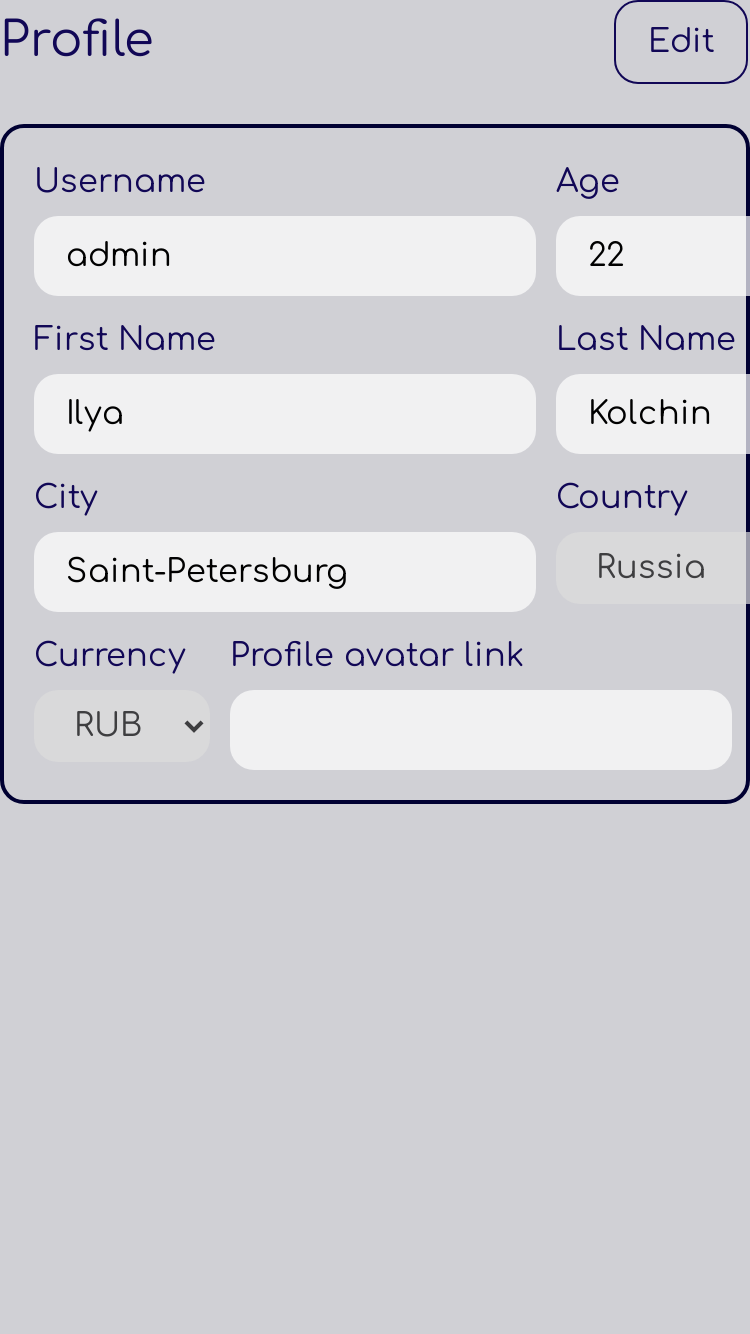 Profile
Edit
Username
Age
admin
22
First Name
Last Name
Ilya
Kolchin
City
Country
Saint-Petersburg
Russia
Currency
Profile avatar link
RUB